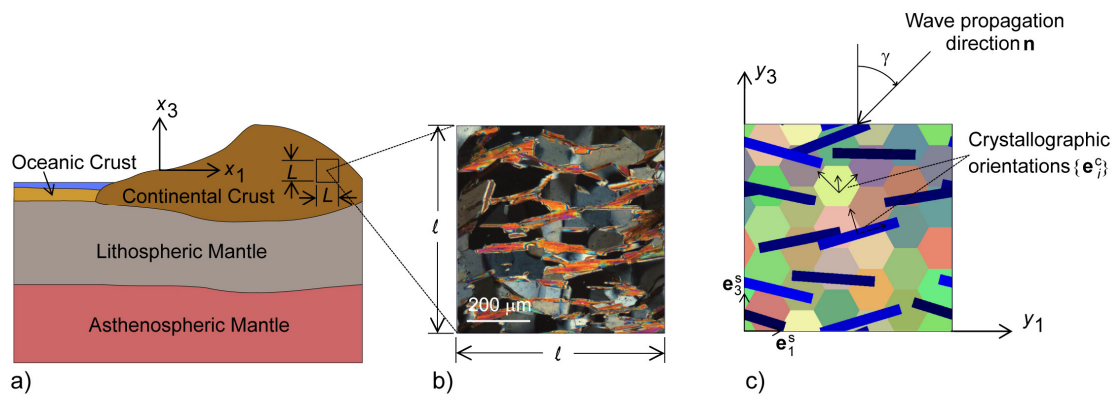 x3
x1
Oceanic Crust
L
L
Continental Crust
Lithospheric Mantle
Asthenospheric Mantle
a)
ℓ
200 µm
ℓ
b)
Wave propagation
direction n
γ
y3
Crystallographic
orientations {e^c_i}
e^s_3
e^s_1
y1
c)